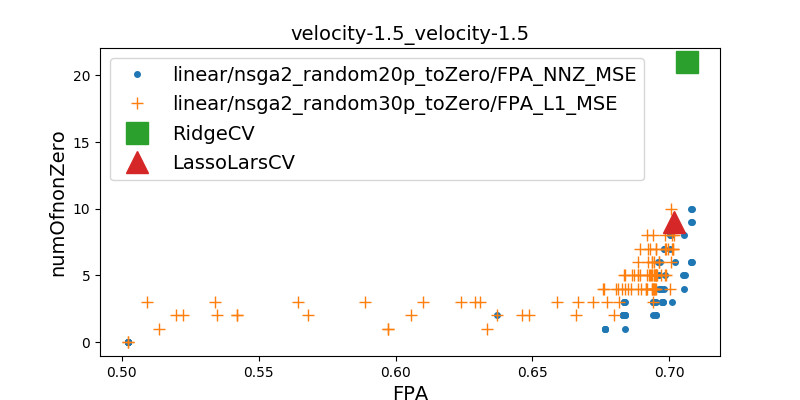 velocity-1.5_velocity-1.5
linear/nsga2_random20p_toZero/FPA_NNZ_MSE
linear/nsga2_random30p_toZero/FPA_L1_MSE
RidgeCV
LassoLarsCV
numOfnonZero
20
15
10
5
0
0.50 0.55 0.60 0.65 0.70
FPA